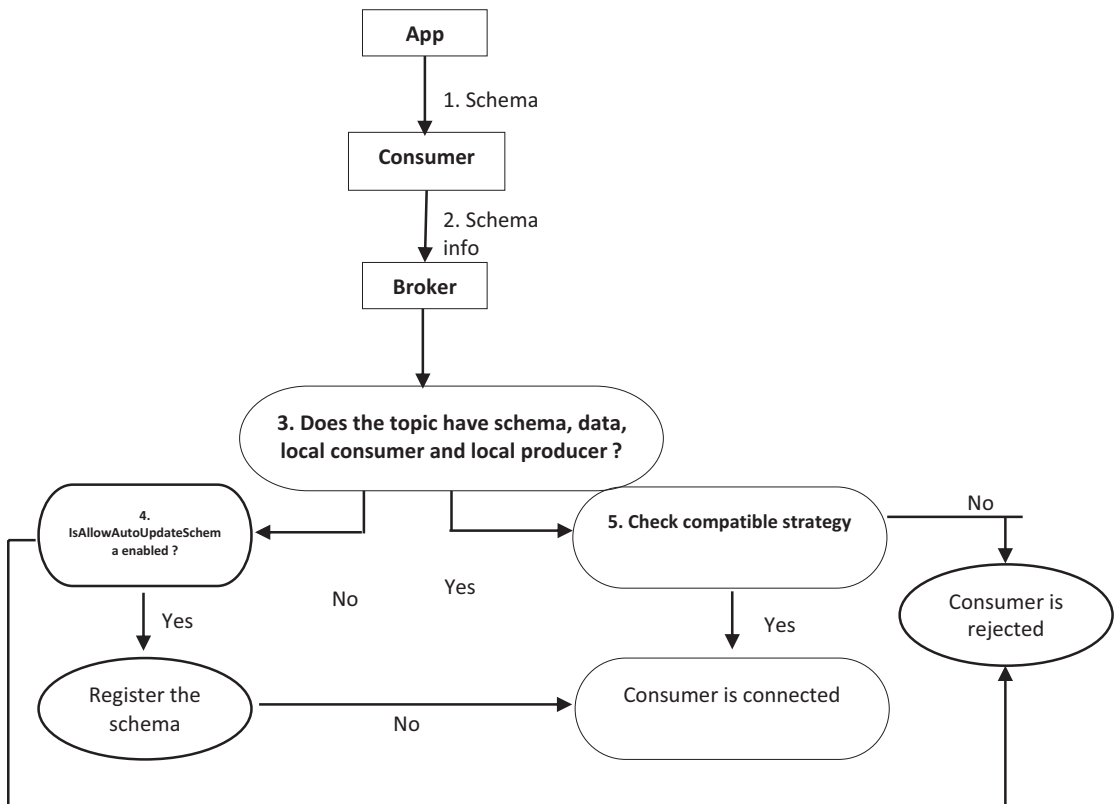 App
1. Schema
Consumer
2. Schema
info
Broker
3. Does the topic have schema, data,
local consumer and local producer ?
4.
IsAllowAutoUpdateSchem
a enabled ?
5. Check compatible strategy
No
No
Yes
Yes
Yes
Consumer is
rejected
Register the
schema
No
Consumer is connected